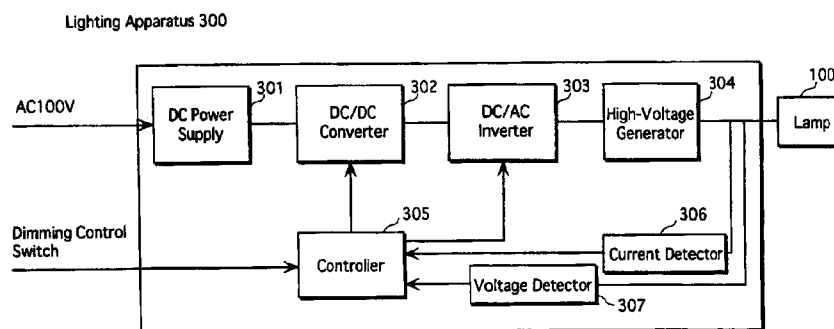 Lighting Apparatus 300
AC100V
301
DC Power
Supply
302
DC/DC
Converter
303
DC/AC
Inverter
304
High-Voltage
Generator
100
Lamp
Dimming Control
Switch
305
Controller
306
Current Detector
Voltage Detector
307